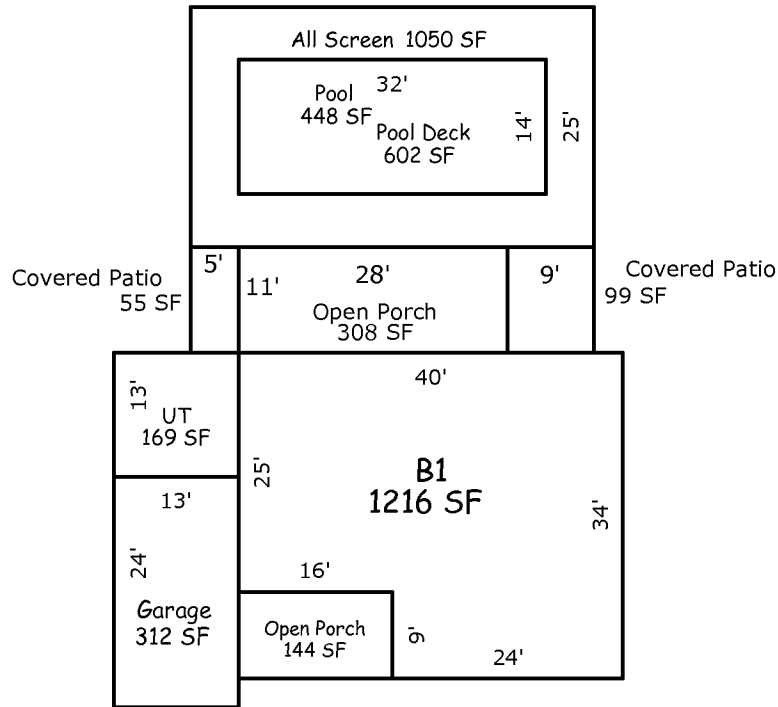 All Screen 1050 SF
Pool
448 SF
32'
Pool Deck
602 SF
14'
25'
Covered Patio
55 SF
5'
11'
28'
Open Porch
308 SF
9'
Covered Patio
99 SF
13'
UT
169 SF
40'
25'
B1
1216 SF
34'
13'
24'
Garage
312 SF
16'
Open Porch
144 SF
9'
24'